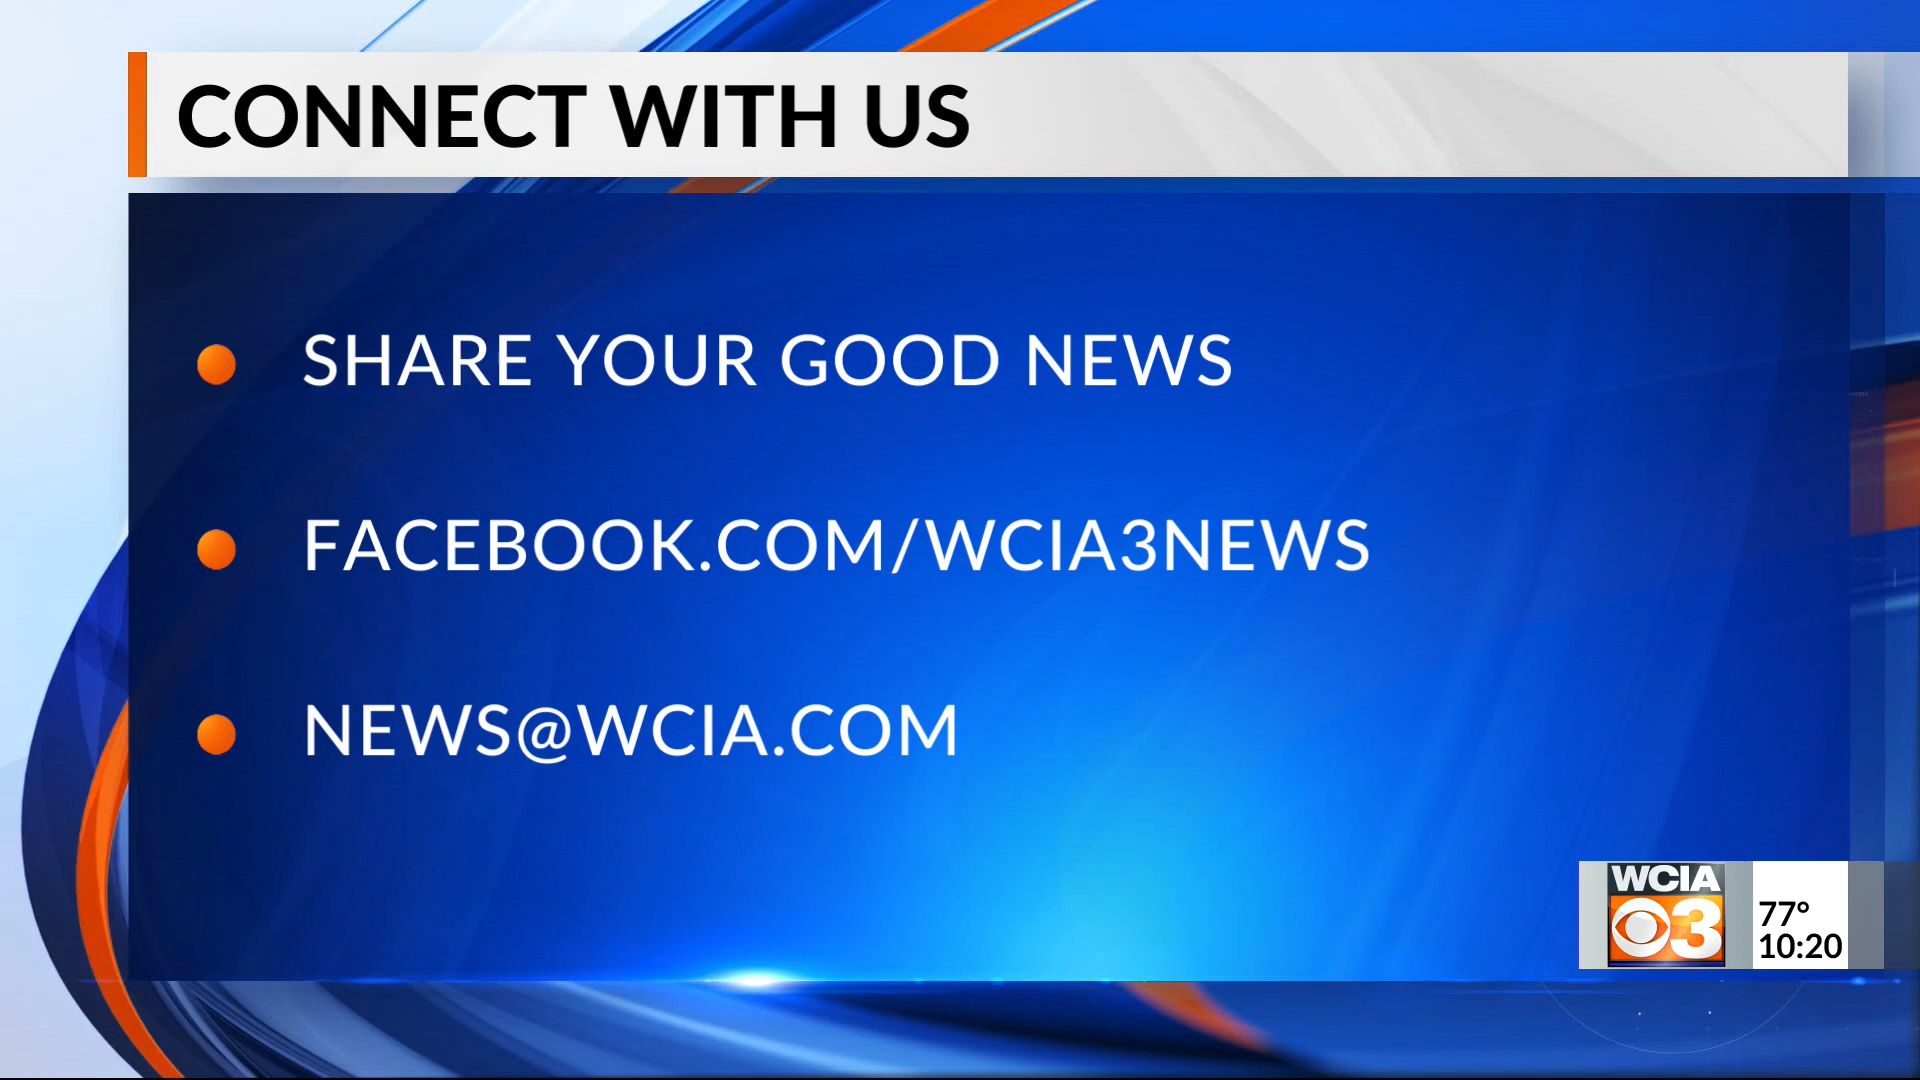 CONNECT WITH US
SHARE YOUR GOOD NEWS
FACEBOOK.COM/WCIA3NEWS
NEWS@WCIA.COM
WCIA
3
77°
10:20